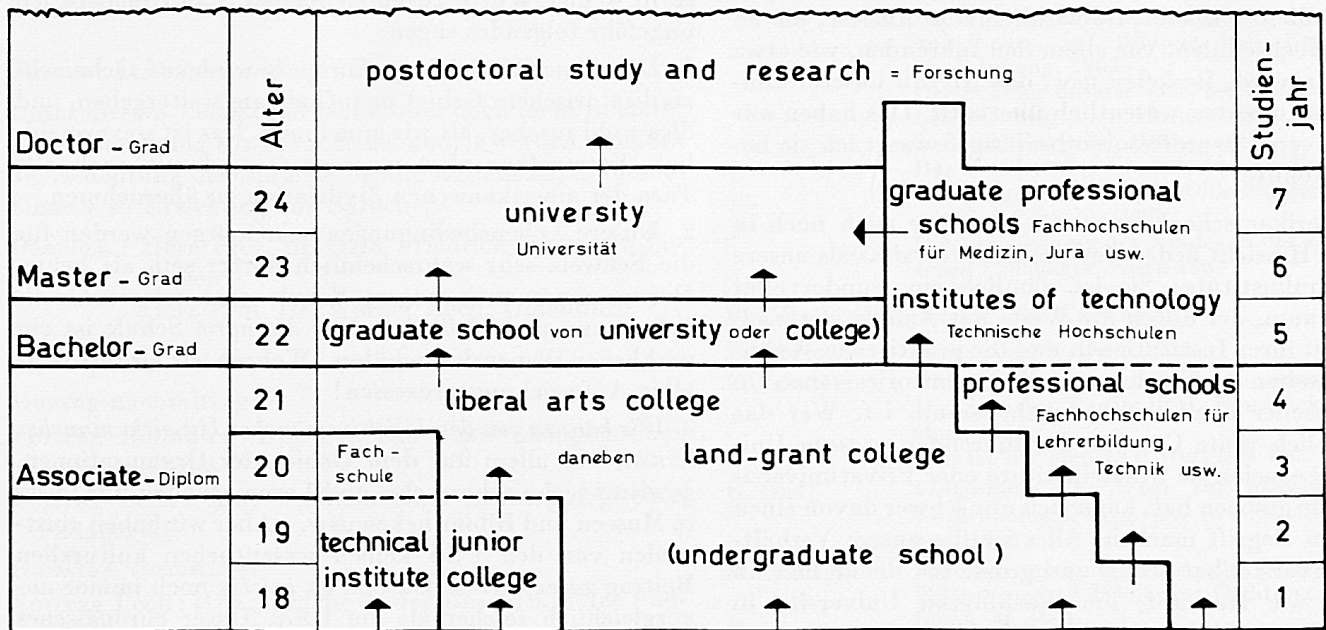 Alter
Studien-
Jahr
postdoctoral study and research = Forschung
Doctor - Grad
24
university
graduate professional
7
Universität
schools Fachhochschulen
für Medizin, Jura usw.
Master - Grad
23
6
institutes of technology
Bachelor - Grad
22
(graduate school von university oder college)
Technische Hochschulen
5
professional schools
21
liberal arts college
Fachhochschulen für
4
Fach-
schule
daneben
land-grant college
Lehrerbildung,
Technik usw.
Associate - Diplom
20
3
19
technical
junior
(undergraduate school)
2
institute
college
18
1